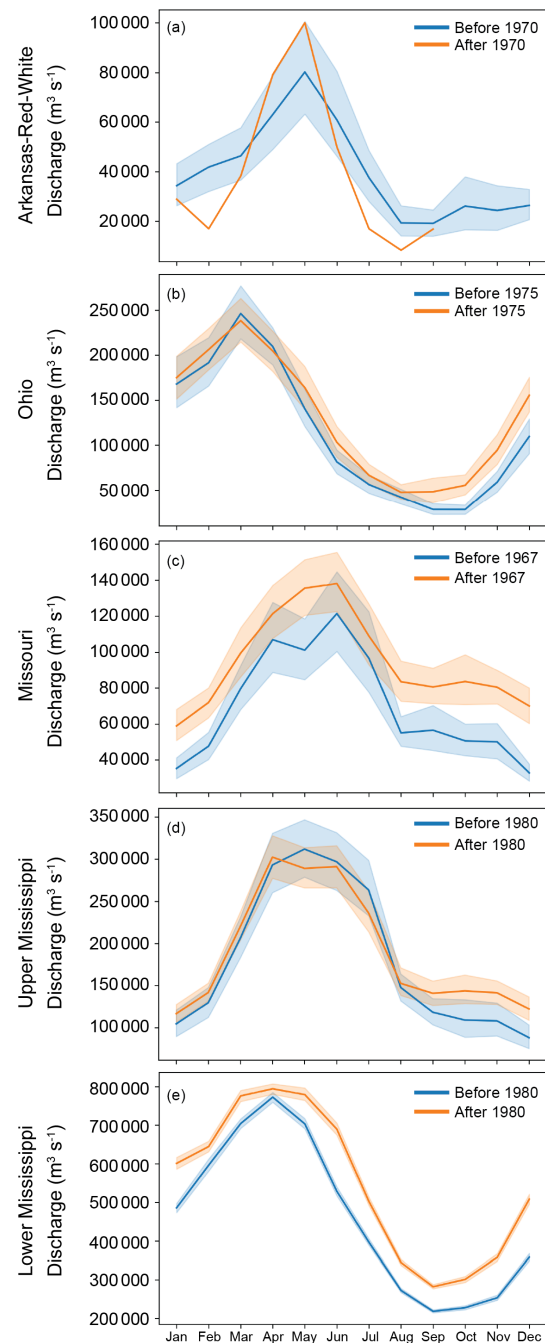 Arkansas-Red-White
Discharge (m³ s⁻¹)
100 000
80 000
60 000
40 000
20 000
(a)
Before 1970
After 1970
Ohio
Discharge (m³ s⁻¹)
250 000
200 000
150 000
100 000
50 000
(b)
Before 1975
After 1975
Missouri
Discharge (m³ s⁻¹)
160 000
140 000
120 000
100 000
80 000
60 000
40 000
(c)
Before 1967
After 1967
Upper Mississippi
Discharge (m³ s⁻¹)
350 000
300 000
250 000
200 000
150 000
100 000
(d)
Before 1980
After 1980
Lower Mississippi
Discharge (m³ s⁻¹)
800 000
700 000
600 000
500 000
400 000
300 000
200 000
(e)
Before 1980
After 1980
Jan Feb Mar Apr May Jun Jul Aug Sep Oct Nov Dec